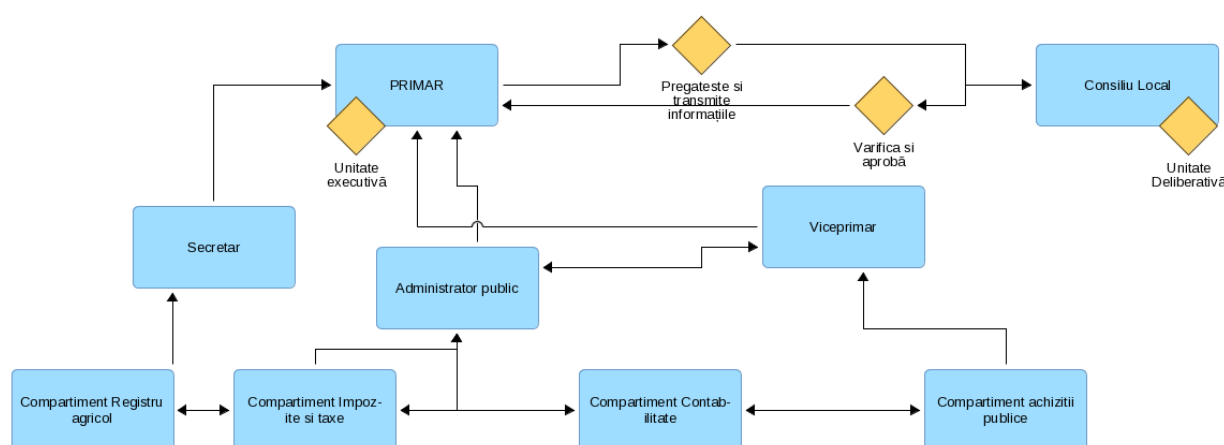 PRIMAR
Pregateste si
transmite
informațiile
Consiliu Local
Varifica si
aprobă
Unitate
executivă
Unitate
Deliberativă
Secretar
Viceprimar
Administrator public
Compartiment Registru
agricol
Compartiment Impoz-
ite si taxe
Compartiment Contab-
ilitate
Compartiment achizitii
publice